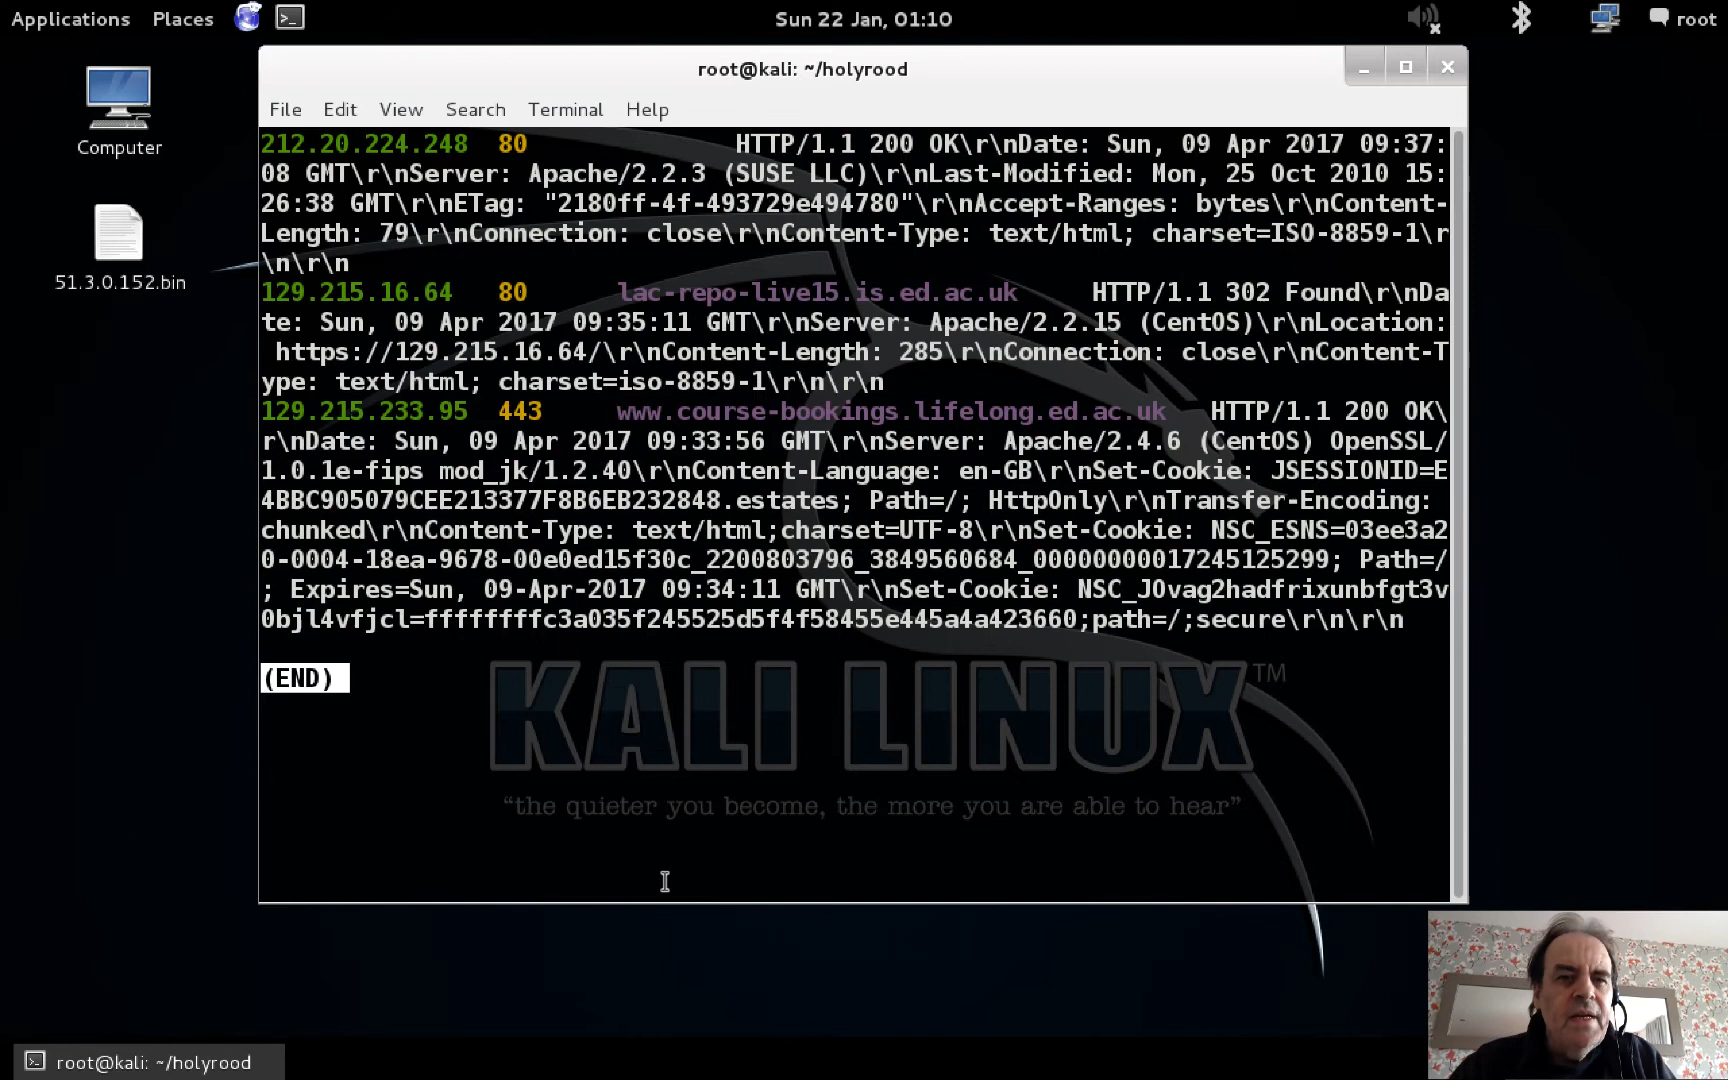 Applications Places Sun 22 Jan, 01:10 root
root@kali: ~/holyrood
File Edit View Search Terminal Help
Computer
51.3.0.152.bin
212.20.224.248 80 HTTP/1.1 200 OK\r\nDate: Sun, 09 Apr 2017 09:37:
08 GMT\r\nServer: Apache/2.2.3 (SUSE LLC)\r\nLast-Modified: Mon, 25 Oct 2010 15:
26:38 GMT\r\nETag: "2180ff-4f-493729e494780"\r\nAccept-Ranges: bytes\r\nContent-
Length: 79\r\nConnection: close\r\nContent-Type: text/html; charset=ISO-8859-1\r
\n\r\n
129.215.16.64 80 lac-repo-live15.is.ed.ac.uk HTTP/1.1 302 Found\r\nDa
te: Sun, 09 Apr 2017 09:35:11 GMT\r\nServer: Apache/2.2.15 (CentOS)\r\nLocation:
https://129.215.16.64/\r\nContent-Length: 285\r\nConnection: close\r\nContent-T
ype: text/html; charset=iso-8859-1\r\n\r\n
129.215.233.95 443 www.course-bookings.lifelong.ed.ac.uk HTTP/1.1 200 OK\
r\nDate: Sun, 09 Apr 2017 09:33:56 GMT\r\nServer: Apache/2.4.6 (CentOS) OpenSSL/
1.0.1e-fips mod_jk/1.2.40\r\nContent-Language: en-GB\r\nSet-Cookie: JSESSIONID=E
4BBC905079CEE213377F8B6EB232848.estates; Path=/; HttpOnly\r\nTransfer-Encoding:
chunked\r\nContent-Type: text/html;charset=UTF-8\r\nSet-Cookie: NSC_ESNS=03ee3a2
0-0004-18ea-9678-00e0ed15f30c_2200803796_3849560684_00000000017245125299; Path=/
; Expires=Sun, 09-Apr-2017 09:34:11 GMT\r\nSet-Cookie: NSC_JOvag2hadfrixunbfgt3v
0bjl4vfjcl=ffffffffc3a035f245525d5f4f58455e445a4a423660;path=/;secure\r\n\r\n
(END)
KALI LINUX™
“the quieter you become, the more you are able to hear”
root@kali: ~/holyrood